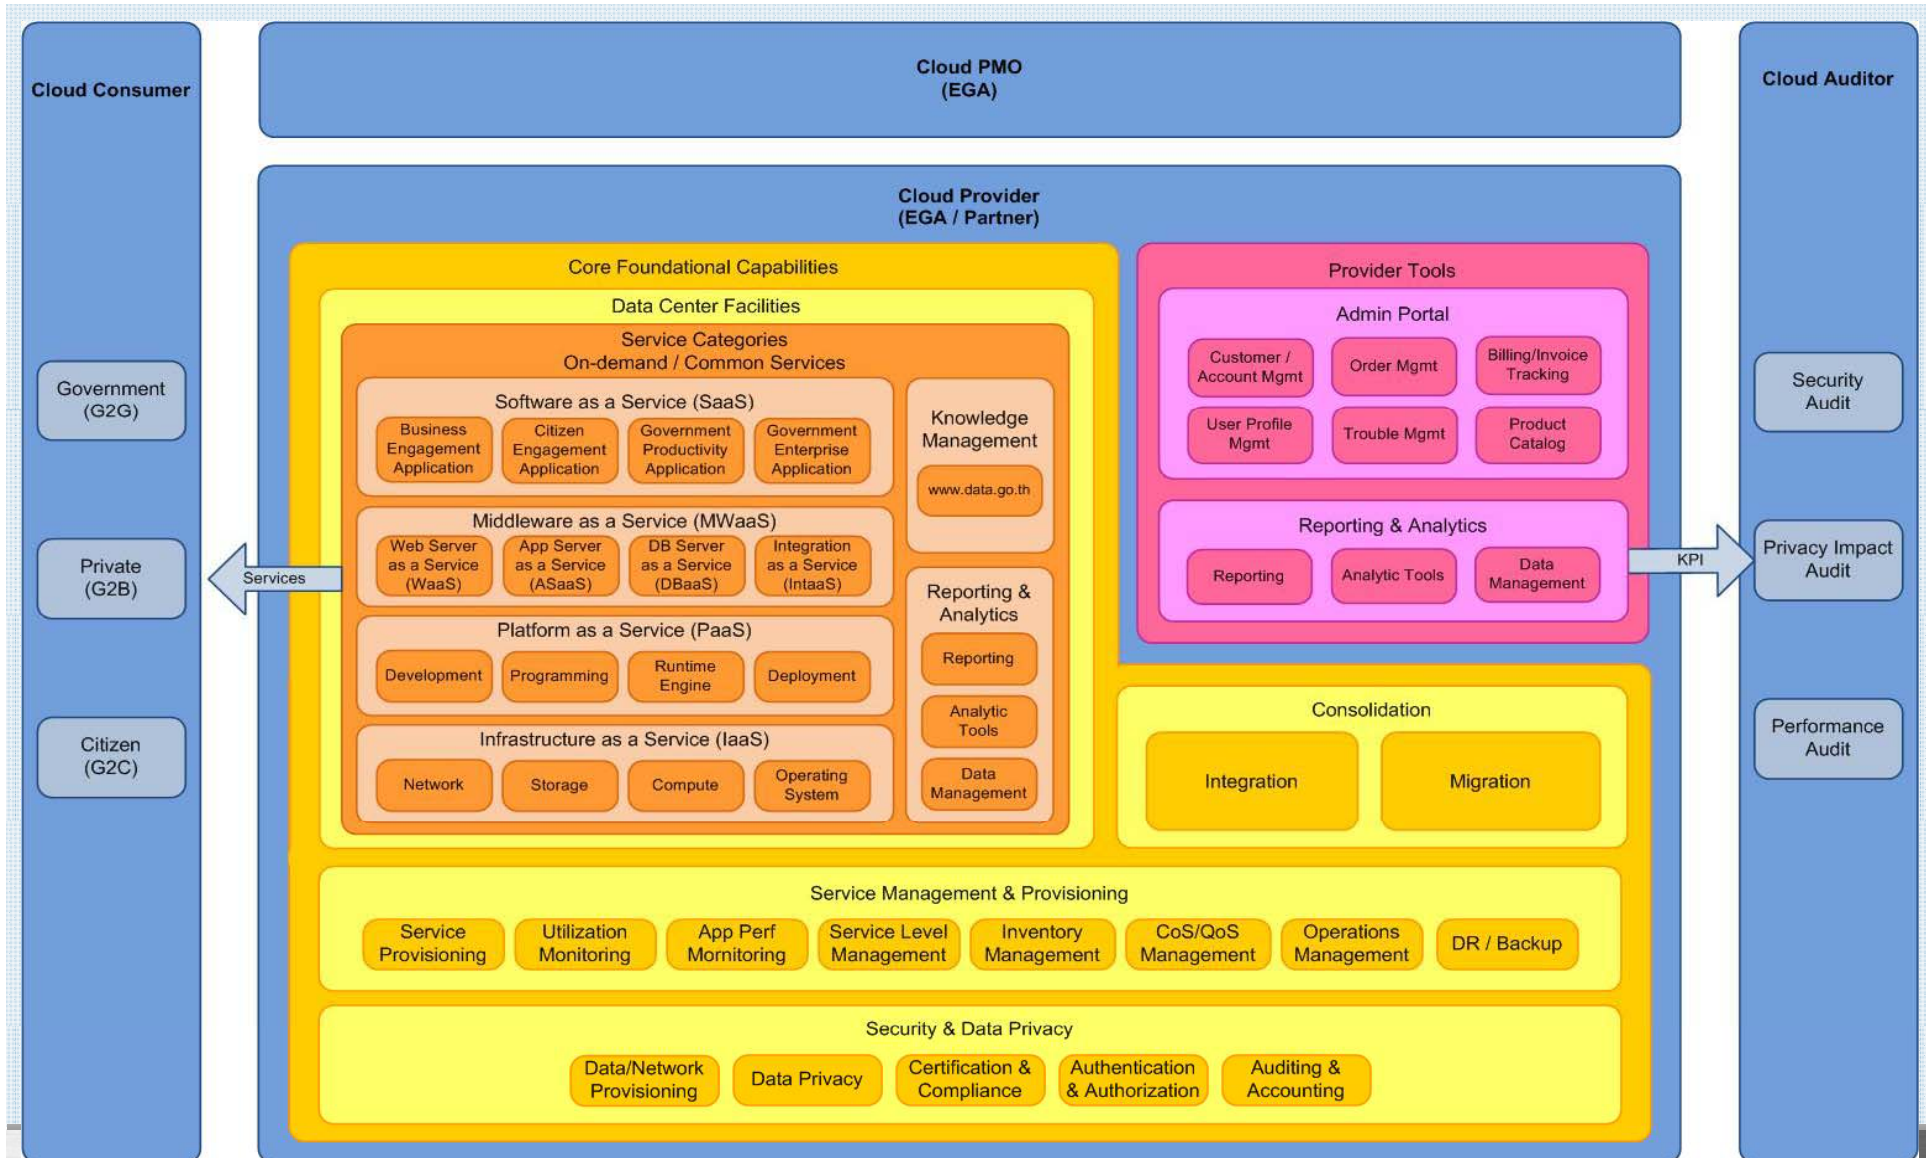 Cloud Consumer
Government
(G2G)
Private
(G2B)
Citizen
(G2C)
Cloud PMO
(EGA)
Cloud Provider
(EGA / Partner)
Core Foundational Capabilities
Data Center Facilities
Service Categories
On-demand / Common Services
Software as a Service (SaaS)
Business
Engagement
Application
Citizen
Engagement
Application
Government
Productivity
Application
Government
Enterprise
Application
Middleware as a Service (MWaaS)
Web Server
as a Service
(WaaS)
App Server
as a Service
(ASaaS)
DB Server
as a Service
(DBaaS)
Integration
as a Service
(IntaaS)
Services
Platform as a Service (PaaS)
Development
Programming
Runtime
Engine
Deployment
Infrastructure as a Service (IaaS)
Network
Storage
Compute
Operating
System
Knowledge
Management
www.data.go.th
Reporting &
Analytics
Reporting
Analytic
Tools
Data
Management
Provider Tools
Admin Portal
Customer /
Account Mgmt
Order Mgmt
Billing/Invoice
Tracking
User Profile
Mgmt
Trouble Mgmt
Product
Catalog
Reporting & Analytics
Reporting
Analytic Tools
Data
Management
KPI
Consolidation
Integration
Migration
Service Management & Provisioning
Service
Provisioning
Utilization
Monitoring
App Perf
Mornitoring
Service Level
Management
Inventory
Management
CoS/QoS
Management
Operations
Management
DR / Backup
Security & Data Privacy
Data/Network
Provisioning
Data Privacy
Certification &
Compliance
Authentication
& Authorization
Auditing &
Accounting
Cloud Auditor
Security
Audit
Privacy Impact
Audit
Performance
Audit